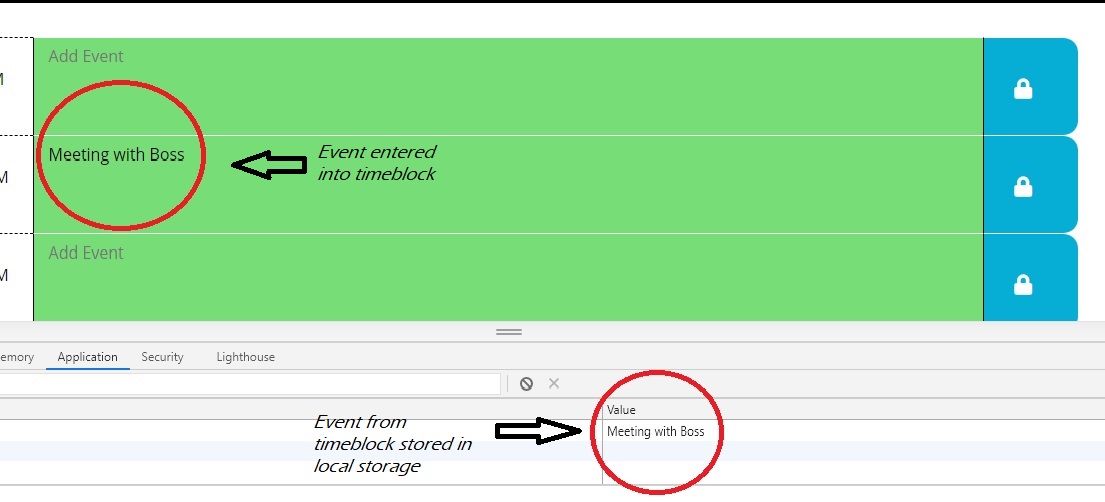 Add Event
M
Meeting with Boss
Event entered
into timeblock
M
Add Event
M
emory Application Security Lighthouse
Value
Event from
timeblock stored in
local storage
Meeting with Boss